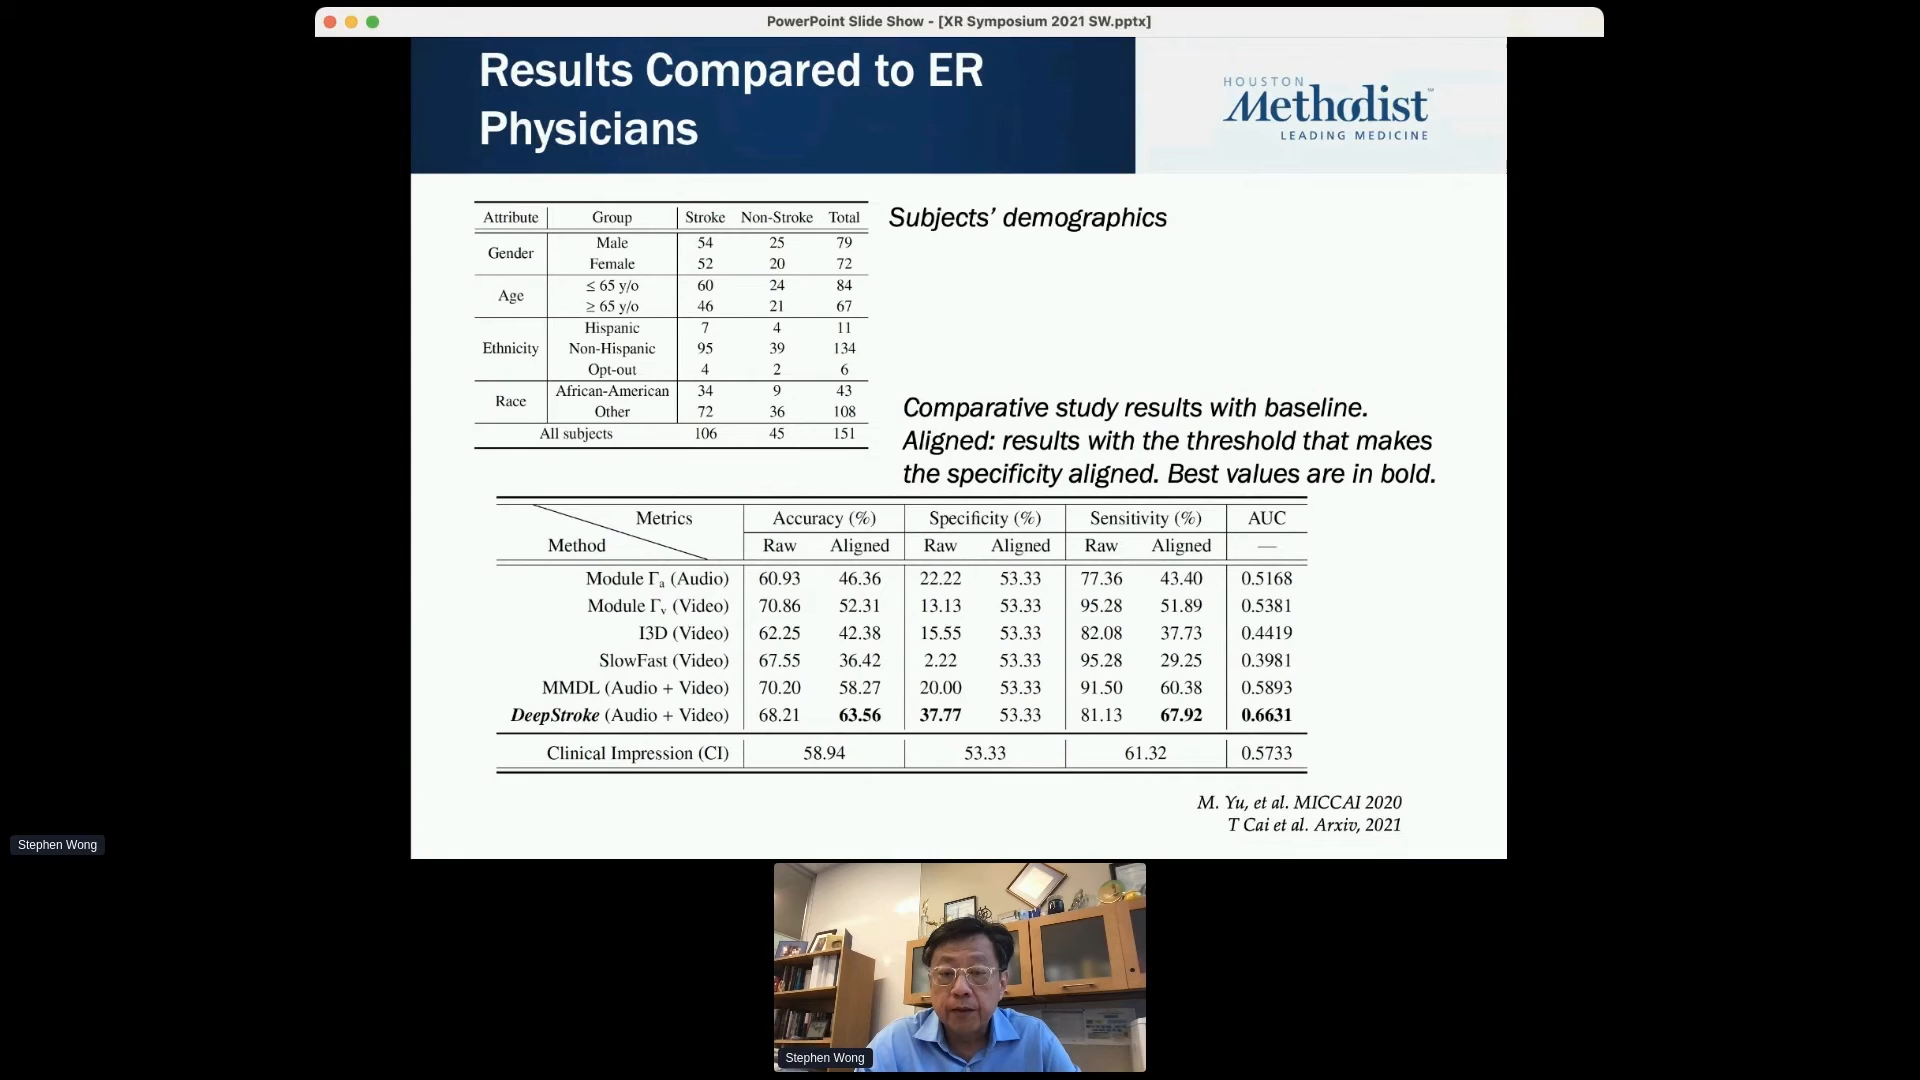 PowerPoint Slide Show - [XR Symposium 2021 SW.pptx]
Results Compared to ER
Physicians
HOUSTON
Methodist
LEADING MEDICINE
Attribute Group Stroke Non-Stroke Total
Gender Male 54 25 79
Female 52 20 72
Age ≤ 65 y/o 60 24 84
≥ 65 y/o 46 21 67
Ethnicity Hispanic 7 4 11
Non-Hispanic 95 39 134
Opt-out 4 2 6
Race African-American 34 9 43
Other 72 36 108
All subjects 106 45 151
Subjects’ demographics
Comparative study results with baseline.
Aligned: results with the threshold that makes
the specificity aligned. Best values are in bold.
Metrics Accuracy (%) Specificity (%) Sensitivity (%) AUC
Method Raw Aligned Raw Aligned Raw Aligned —
Module Γa (Audio) 60.93 46.36 22.22 53.33 77.36 43.40 0.5168
Module Γv (Video) 70.86 52.31 13.13 53.33 95.28 51.89 0.5381
I3D (Video) 62.25 42.38 15.55 53.33 82.08 37.73 0.4419
SlowFast (Video) 67.55 36.42 2.22 53.33 95.28 29.25 0.3981
MMDL (Audio + Video) 70.20 58.27 20.00 53.33 91.50 60.38 0.5893
DeepStroke (Audio + Video) 68.21 63.56 37.77 53.33 81.13 67.92 0.6631
Clinical Impression (CI) 58.94 53.33 61.32 0.5733
M. Yu, et al. MICCAI 2020
T Cai et al. Arxiv, 2021
Stephen Wong
Stephen Wong